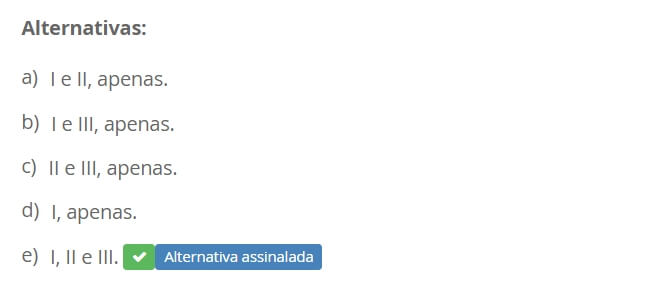 Alternativas:
a) I e II, apenas.
b) I e III, apenas.
c) II e III, apenas.
d) I, apenas.
e) I, II e III. Alternativa assinalada